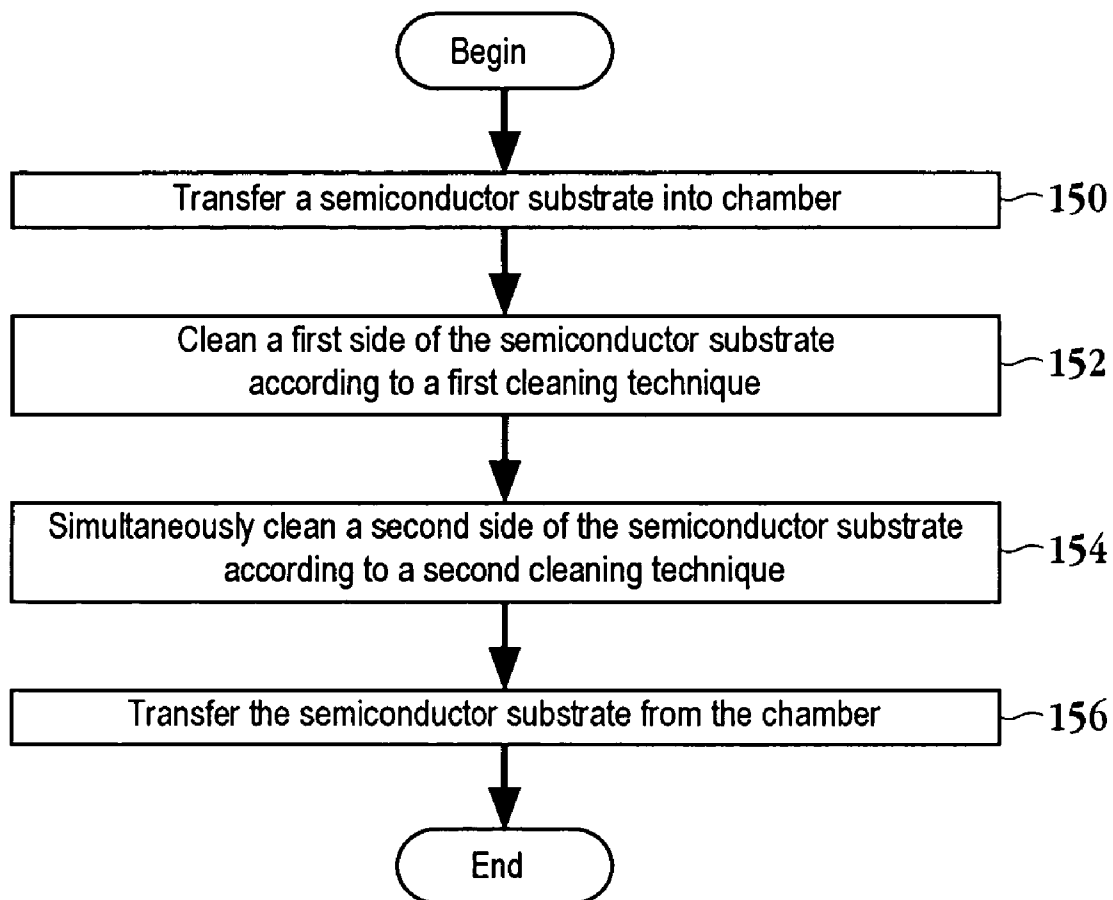 Begin
Transfer a semiconductor substrate into chamber
150
Clean a first side of the semiconductor substrate
according to a first cleaning technique
152
Simultaneously clean a second side of the semiconductor substrate
according to a second cleaning technique
154
Transfer the semiconductor substrate from the chamber
156
End